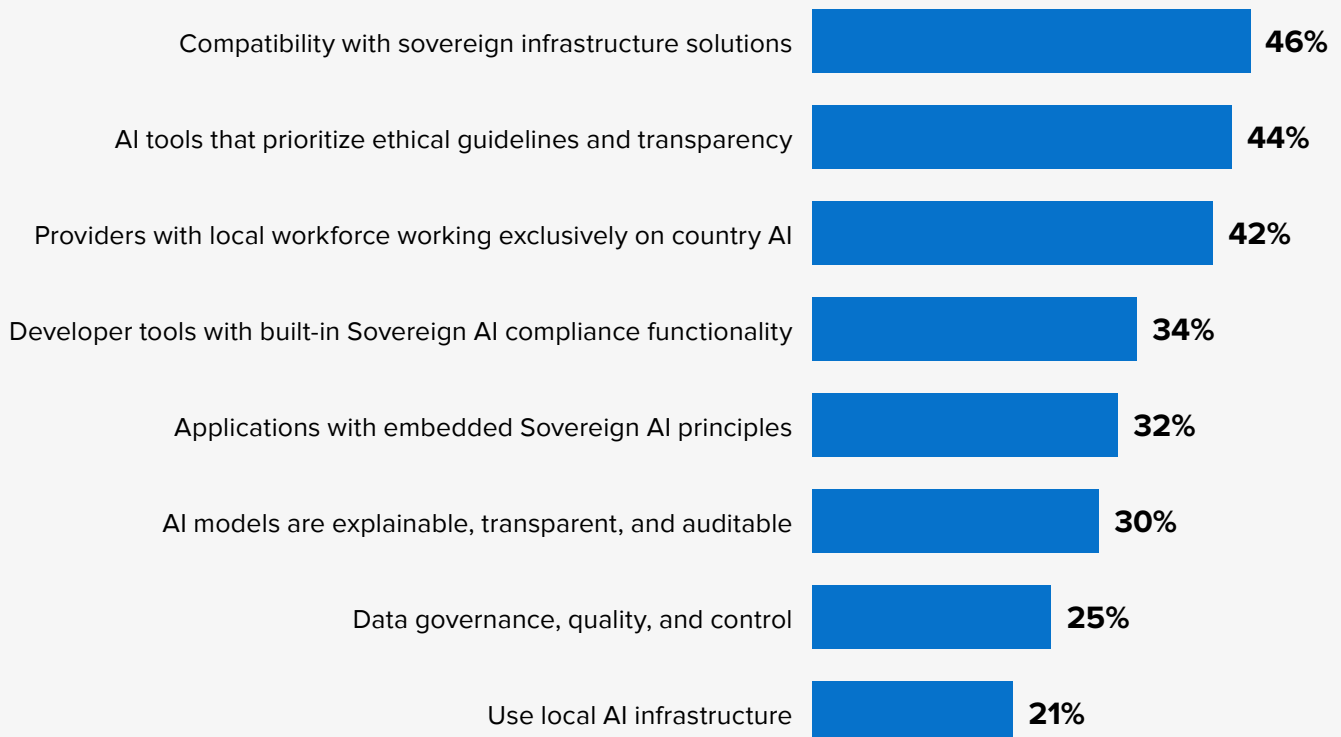 Compatibility with sovereign infrastructure solutions 46%
AI tools that prioritize ethical guidelines and transparency 44%
Providers with local workforce working exclusively on country AI 42%
Developer tools with built-in Sovereign AI compliance functionality 34%
Applications with embedded Sovereign AI principles 32%
AI models are explainable, transparent, and auditable 30%
Data governance, quality, and control 25%
Use local AI infrastructure 21%